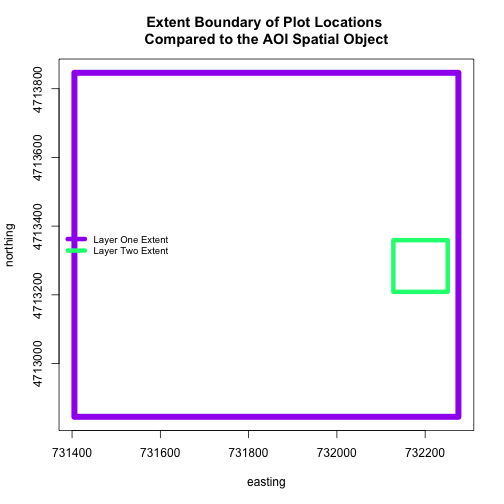 Extent Boundary of Plot Locations
Compared to the AOI Spatial Object
4713800
4713600
4713400
4713200
4713000
northing
Layer One Extent
Layer Two Extent
731400 731600 731800 732000 732200
easting